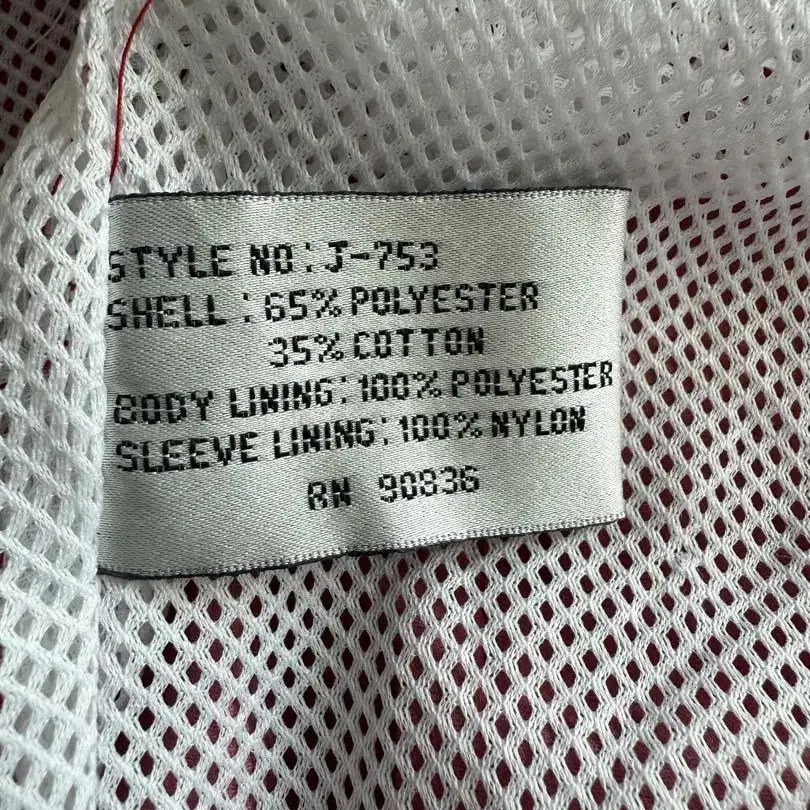 STYLE NO: J-753
SHELL: 65% POLYESTER
35% COTTON
BODY LINING: 100% POLYESTER
SLEEVE LINING: 100% NYLON
RN 90836